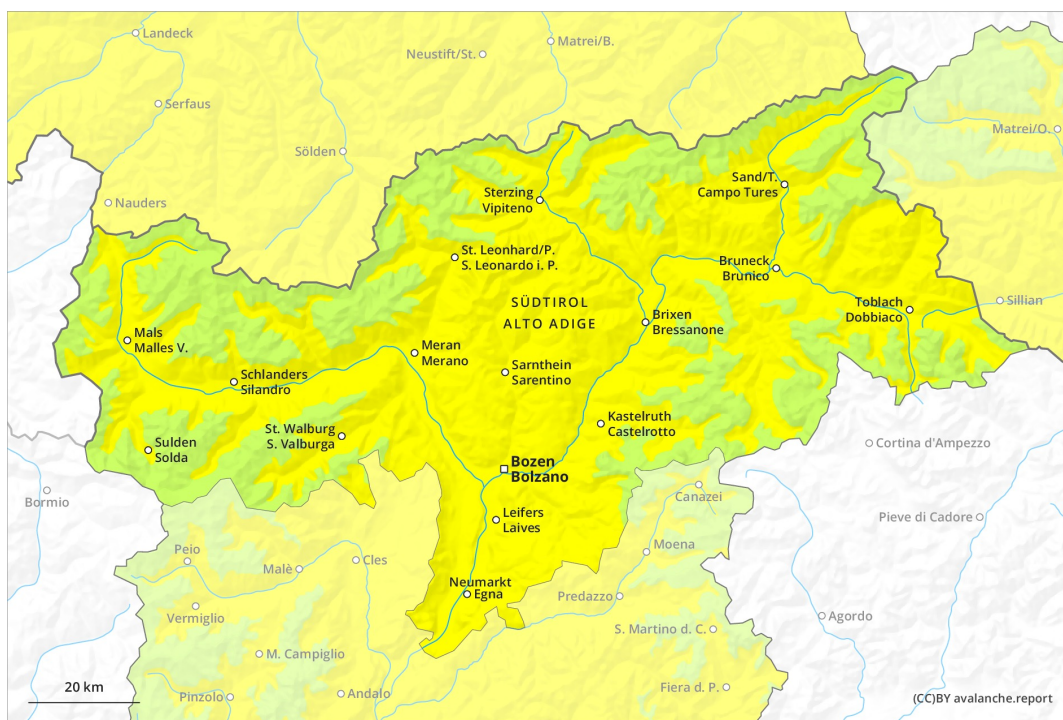 Landeck
Neustift/St.
Matrei/B.
Serfaus
Sölden
Matrei/O.
Nauders
Sand/T.
Campo Tures
Sterzing
Vipiteno
St. Leonhard/P.
S. Leonardo i. P.
Bruneck
Brunico
SÜDTIROL
ALTO ADIGE
Toblach
Dobbiaco
Sillian
Brixen
Bressanone
Mals
Malles V.
Meran
Merano
Sarnthein
Sarentino
Schlanders
Silandro
Kastelruth
Castelrotto
St. Walburg
S. Valburga
Sulden
Solda
Cortina d'Ampezzo
Bozen
Bolzano
Bormio
Canazei
Leifers
Laives
Pieve di Cadore
Peio
Moena
Malè
Cles
Neumarkt
Egna
Predazzo
Vermiglio
Agordo
S. Martino d. C.
M. Campiglio
20 km
Pinzolo
Andalo
Fiera d. P.
(CC)BY avalanche.report